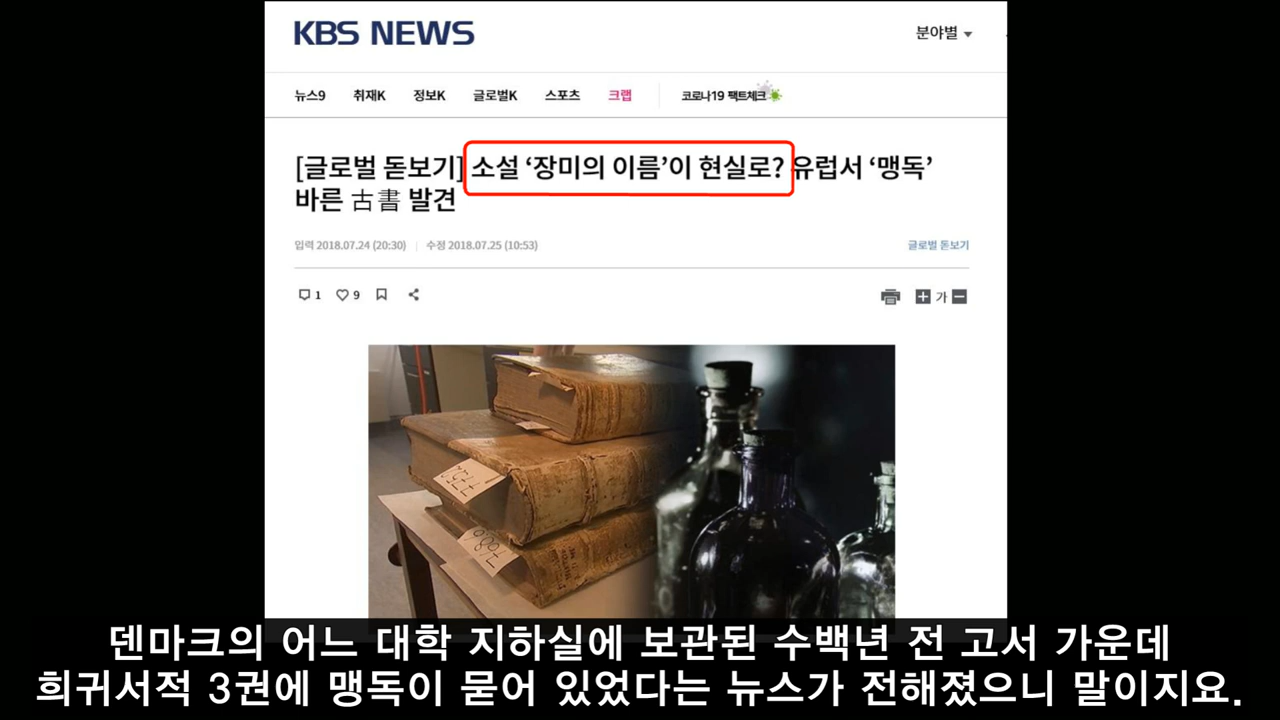 KBS NEWS
분야별
뉴스9 취재K 정보K 글로벌K 스포츠 크랩 코로나19 팩트체크
[글로벌 돋보기] 소설 ‘장미의 이름’이 현실로? 유럽서 ‘맹독’
바른 古書 발견
입력 2018.07.24 (20:30) 수정 2018.07.25 (10:53) 글로벌 돋보기
1 9 가
덴마크의 어느 대학 지하실에 보관된 수백년 전 고서 가운데
희귀서적 3권에 맹독이 묻어 있었다는 뉴스가 전해졌으니 말이지요.